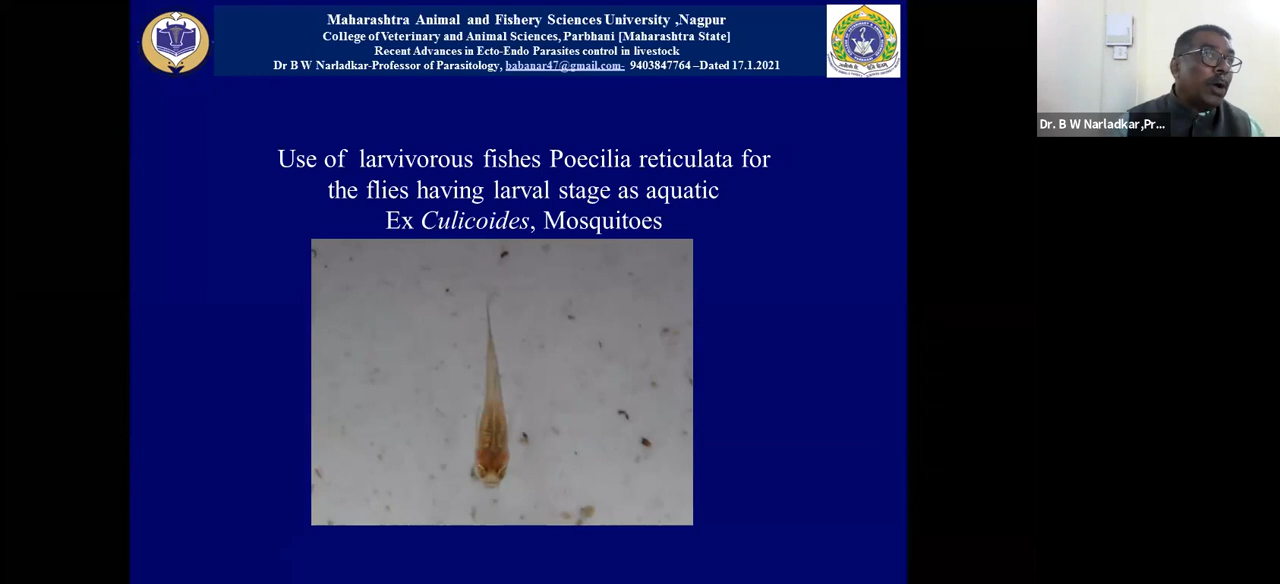 Maharashtra Animal and Fishery Sciences University ,Nagpur
College of Veterinary and Animal Sciences, Parbhani [Maharashtra State]
Recent Advances in Ecto-Endo Parasites control in livestock
Dr B W Narladkar-Professor of Parasitology, babanar47@gmail.com- 9403847764 –Dated 17.1.2021
Dr. B W Narladkar,Pr...
Use of larvivorous fishes Poecilia reticulata for
the flies having larval stage as aquatic
Ex Culicoides, Mosquitoes